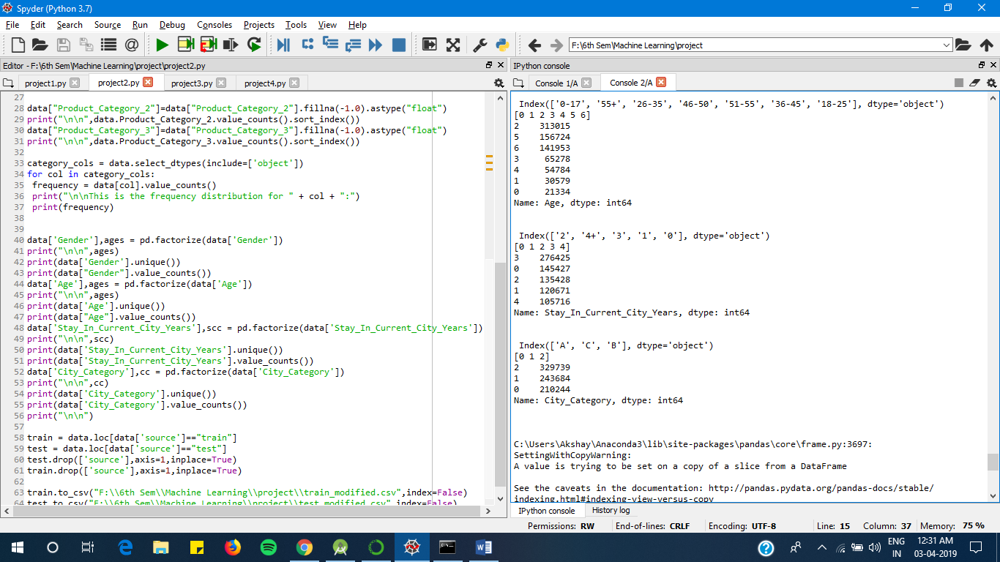 Spyder (Python 3.7)
File Edit Search Source Run Debug Consoles Projects Tools View Help
F:\6th Sem\Machine Learning\project
Editor - F:\6th Sem\Machine Learning\project\project2.py
project1.py project2.py project3.py project4.py
27
28 data["Product_Category_2"]=data["Product_Category_2"].fillna(-1.0).astype("float")
29 print("\n\n",data.Product_Category_2.value_counts().sort_index())
30 data["Product_Category_3"]=data["Product_Category_3"].fillna(-1.0).astype("float")
31 print("\n\n",data.Product_Category_3.value_counts().sort_index())
32
33 category_cols = data.select_dtypes(include=['object'])
34 for col in category_cols:
35  frequency = data[col].value_counts()
36  print("\n\nThis is the frequency distribution for " + col + ":")
37  print(frequency)
38
39
40 data['Gender'],ages = pd.factorize(data['Gender'])
41 print("\n\n",ages)
42 print(data['Gender'].unique())
43 print(data["Gender"].value_counts())
44 data['Age'],ages = pd.factorize(data['Age'])
45 print("\n\n",ages)
46 print(data['Age'].unique())
47 print(data["Age"].value_counts())
48 data['Stay_In_Current_City_Years'],scc = pd.factorize(data['Stay_In_Current_City_Years'])
49 print("\n\n",scc)
50 print(data['Stay_In_Current_City_Years'].unique())
51 print(data['Stay_In_Current_City_Years'].value_counts())
52 data['City_Category'],cc = pd.factorize(data['City_Category'])
53 print("\n\n",cc)
54 print(data['City_Category'].unique())
55 print(data['City_Category'].value_counts())
56 print("\n\n")
57
58 train = data.loc[data['source']=="train"]
59 test = data.loc[data['source']=="test"]
60 test.drop(['source'],axis=1,inplace=True)
61 train.drop(['source'],axis=1,inplace=True)
62
63 train.to_csv("F:\\6th Sem\\Machine Learning\\project\\train_modified.csv",index=False)
64 test.to_csv("F:\\6th Sem\\Machine Learning\\project\\test_modified.csv",index=False)
IPython console
Console 1/A Console 2/A
Index(['0-17', '55+', '26-35', '46-50', '51-55', '36-45', '18-25'], dtype='object')
[0 1 2 3 4 5 6]
2 313015
5 156724
6 141953
3 65278
4 54784
1 30579
0 21334
Name: Age, dtype: int64
Index(['2', '4+', '3', '1', '0'], dtype='object')
[0 1 2 3 4]
3 276425
0 145427
2 135428
1 120671
4 105716
Name: Stay_In_Current_City_Years, dtype: int64
Index(['A', 'C', 'B'], dtype='object')
[0 1 2]
2 329739
1 243684
0 210244
Name: City_Category, dtype: int64
C:\Users\Akshay\Anaconda3\lib\site-packages\pandas\core\frame.py:3697:
SettingWithCopyWarning:
A value is trying to be set on a copy of a slice from a DataFrame
See the caveats in the documentation: http://pandas.pydata.org/pandas-docs/stable/
indexing.html#indexing-view-versus-copy
IPython console History log
Permissions: RW End-of-lines: CRLF Encoding: UTF-8 Line: 15 Column: 37 Memory: 75 %
ENG
IN
12:31 AM
03-04-2019